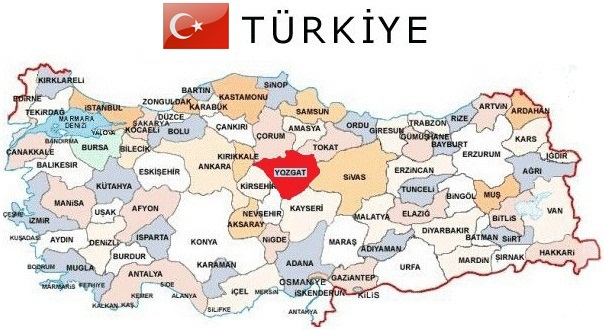 TÜRKİYE
KIRKLARELİ
EDİRNE
TEKİRDAĞ
İSTANBUL
MARMARA
DENİZİ
YALOVA
KOCAELİ
SAKARYA
DÜZCE
ZONGULDAK
BARTIN
KARABÜK
KASTAMONU
SİNOP
SAMSUN
ORDU
GİRESUN
TRABZON
RİZE
ARTVİN
ARDAHAN
KARS
BANDIRMA
ÇANAKKALE
BALIKESİR
BURSA
BİLECİK
BOLU
ÇANKIRI
ÇORUM
AMASYA
TOKAT
GÜMÜŞHANE
BAYBURT
ERZURUM
IĞDIR
AĞRI
ESKİŞEHİR
ANKARA
KIRIKKALE
YOZGAT
KIRŞEHİR
SİVAS
ERZİNCAN
TUNCELİ
BİNGÖL
MUŞ
KÜTAHYA
MANİSA
UŞAK
AFYON
AKSARAY
NEVŞEHİR
KAYSERİ
MALATYA
ELAZIĞ
BİTLİS
VAN
ÇEŞME
İZMİR
KUŞADASI
AYDIN
DENİZLİ
ISPARTA
BURDUR
KONYA
NİĞDE
MARAŞ
ADIYAMAN
DİYARBAKIR
BATMAN
SİİRT
HAKKARİ
BODRUM
MUGLA
MARMARİS
FETHİYE
KALKAN
KAŞ
KEMER
ANTALYA
SIDE
ALANYA
KARAMAN
SİLİFKE
İÇEL
MERSIN
ADANA
OSMANİYE
İSKENDERUN
ANTAKYA
GAZIANTEP
KİLİS
URFA
MARDİN
ŞIRNAK